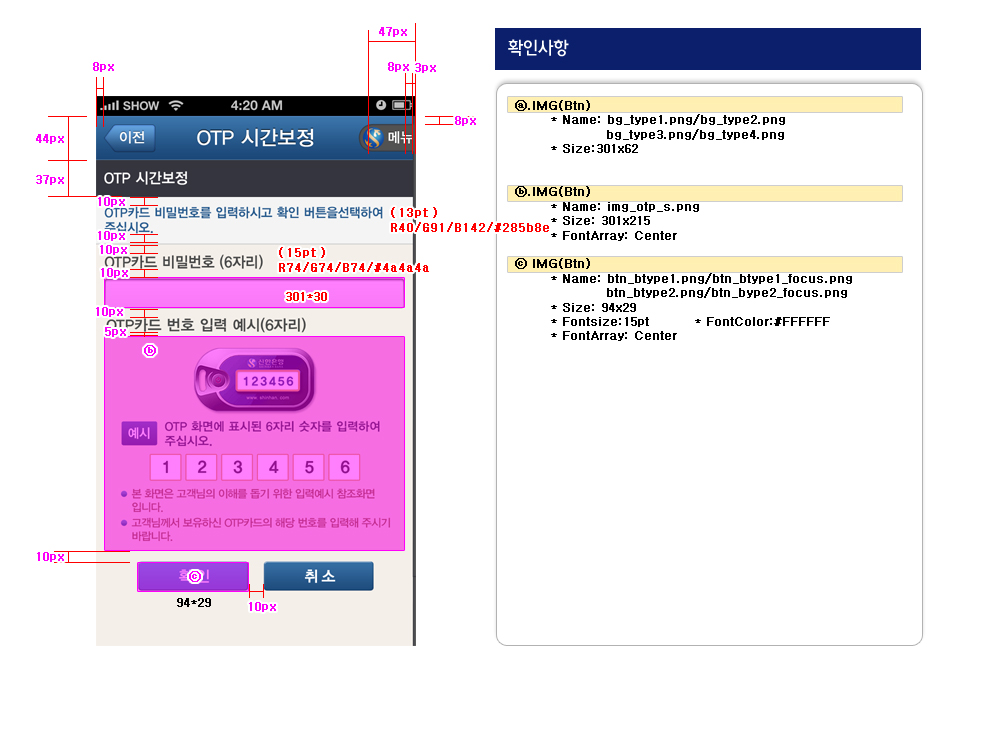 47px
확인사항
8px
8px
3px
SHOW
4:20 AM
8px
44px
이전
OTP 시간보정
메뉴
37px
OTP 시간보정
10px
OTP카드 비밀번호를 입력하시고 확인 버튼을선택하여
주십시오.
(13pt)
R40/G91/B142/#285b8e
10px
10px
OTP카드 비밀번호 (6자리)
(15pt)
R74/G74/B74/#4a4a4a
10px
301*30
10px
OTP카드 번호 입력 예시(6자리)
5px
ⓑ
신한은행
123456
www.shinhan.com
예시
OTP 화면에 표시된 6자리 숫자를 입력하여
주십시오.
1 2 3 4 5 6
본 화면은 고객님의 이해를 돕기 위한 입력예시 참조화면
입니다.
고객님께서 보유하신 OTP카드의 해당 번호를 입력해 주시기
바랍니다.
10px
ⓒ
확인
취소
94*29
10px
ⓐ.IMG(Btn)
* Name: bg_type1.png/bg_type2.png
bg_type3.png/bg_type4.png
* Size:301x62
ⓑ.IMG(Btn)
* Name: img_otp_s.png
* Size: 301x215
* FontArray: Center
ⓒ IMG(Btn)
* Name: btn_btype1.png/btn_btype1_focus.png
btn_btype2.png/btn_bype2_focus.png
* Size: 94x29
* Fontsize:15pt * FontColor:#FFFFFF
* FontArray: Center